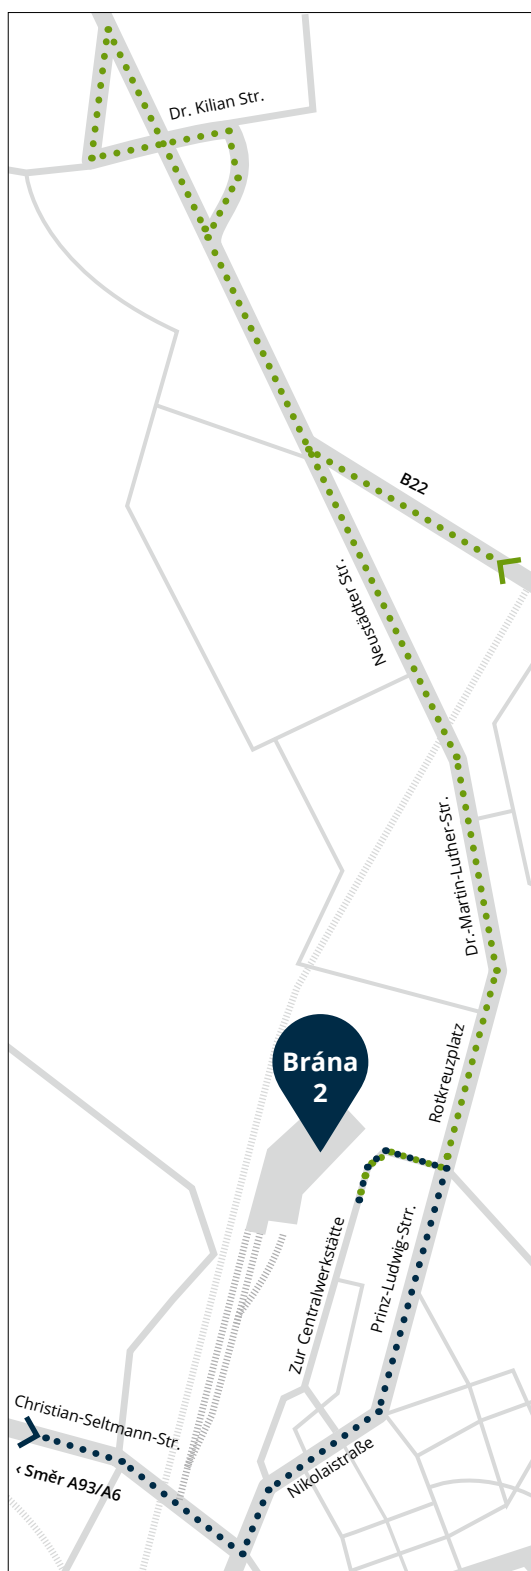 Dr. Kilian Str.
B22
Neustädter Str.
Dr.-Martin-Luther-Str.
Rotkreuzplatz
Brána
2
Prinz-Ludwig-Strr.
Zur Centralwerkstätte
Christian-Seltmann-Str.
‹ Směr A93/A6
Nikolaistraße